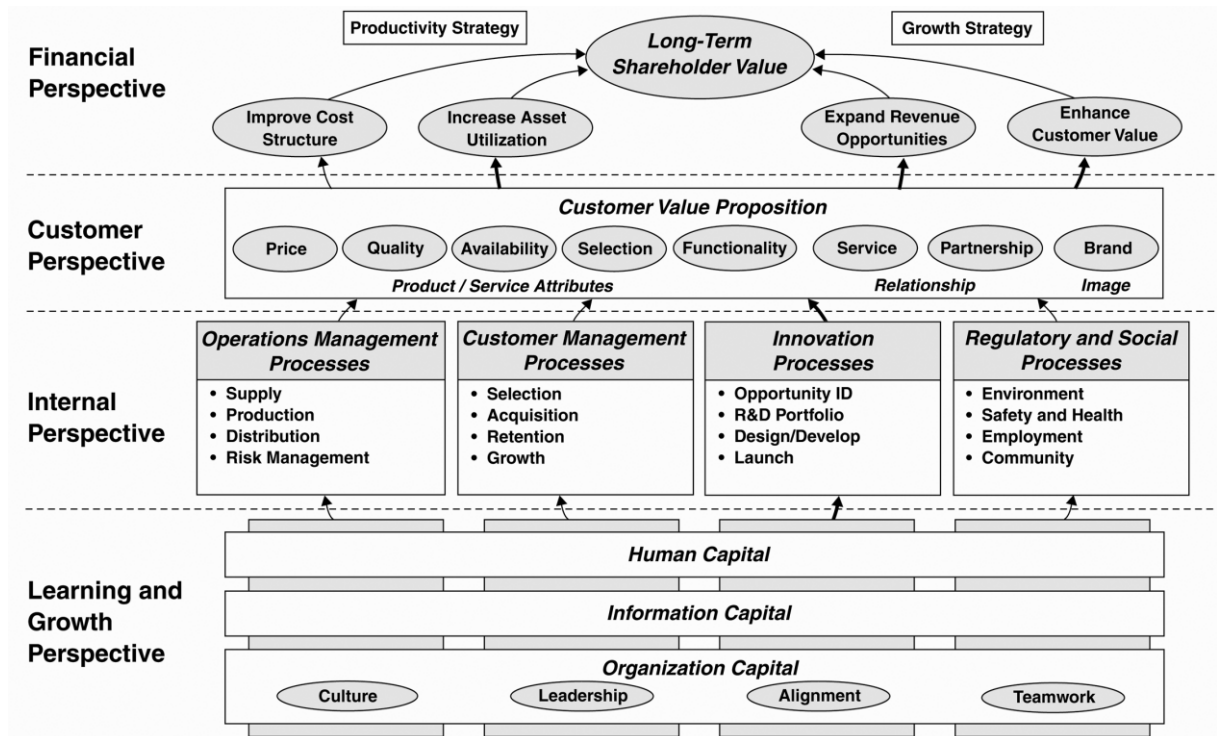 Productivity Strategy
Growth Strategy
Financial
Perspective
Long-Term
Shareholder Value
Improve Cost
Structure
Increase Asset
Utilization
Expand Revenue
Opportunities
Enhance
Customer Value
Customer
Perspective
Customer Value Proposition
Price
Quality
Availability
Selection
Functionality
Service
Partnership
Brand
Product / Service Attributes
Relationship
Image
Internal
Perspective
Operations Management
Processes
• Supply
• Production
• Distribution
• Risk Management
Customer Management
Processes
• Selection
• Acquisition
• Retention
• Growth
Innovation
Processes
• Opportunity ID
• R&D Portfolio
• Design/Develop
• Launch
Regulatory and Social
Processes
• Environment
• Safety and Health
• Employment
• Community
Learning and
Growth
Perspective
Human Capital
Information Capital
Organization Capital
Culture
Leadership
Alignment
Teamwork